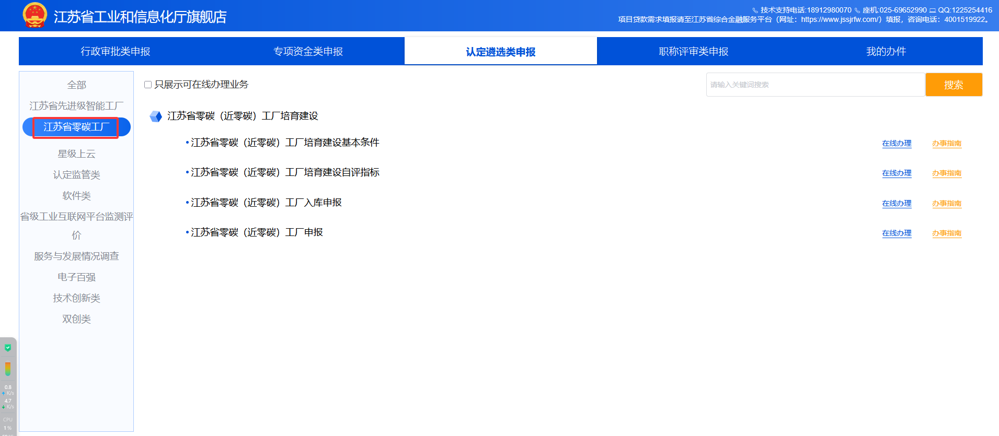 江苏省工业和信息化厅旗舰店
技术支持电话:18912980070 座机:025-69652990 QQ:1225254416
项目贷款需求填报请至江苏省综合金融服务平台（网址：https://www.jssjrfw.com/）填报，咨询电话：4001519922。
行政审批类申报
专项资金类申报
认定遴选类申报
职称评审类申报
我的办件
全部
江苏省先进级智能工厂
江苏省零碳工厂
星级上云
认定监管类
软件类
省级工业互联网平台监测评
价
服务与发展情况调查
电子百强
技术创新类
双创类
只展示可在线办理业务
请输入关键词搜索
搜索
江苏省零碳（近零碳）工厂培育建设
•江苏省零碳（近零碳）工厂培育建设基本条件 在线办理 办事指南
•江苏省零碳（近零碳）工厂培育建设自评指标 在线办理 办事指南
•江苏省零碳（近零碳）工厂入库申报 在线办理 办事指南
•江苏省零碳（近零碳）工厂申报 在线办理 办事指南
0.8
K/s
4.7
K/s
CPU
1%